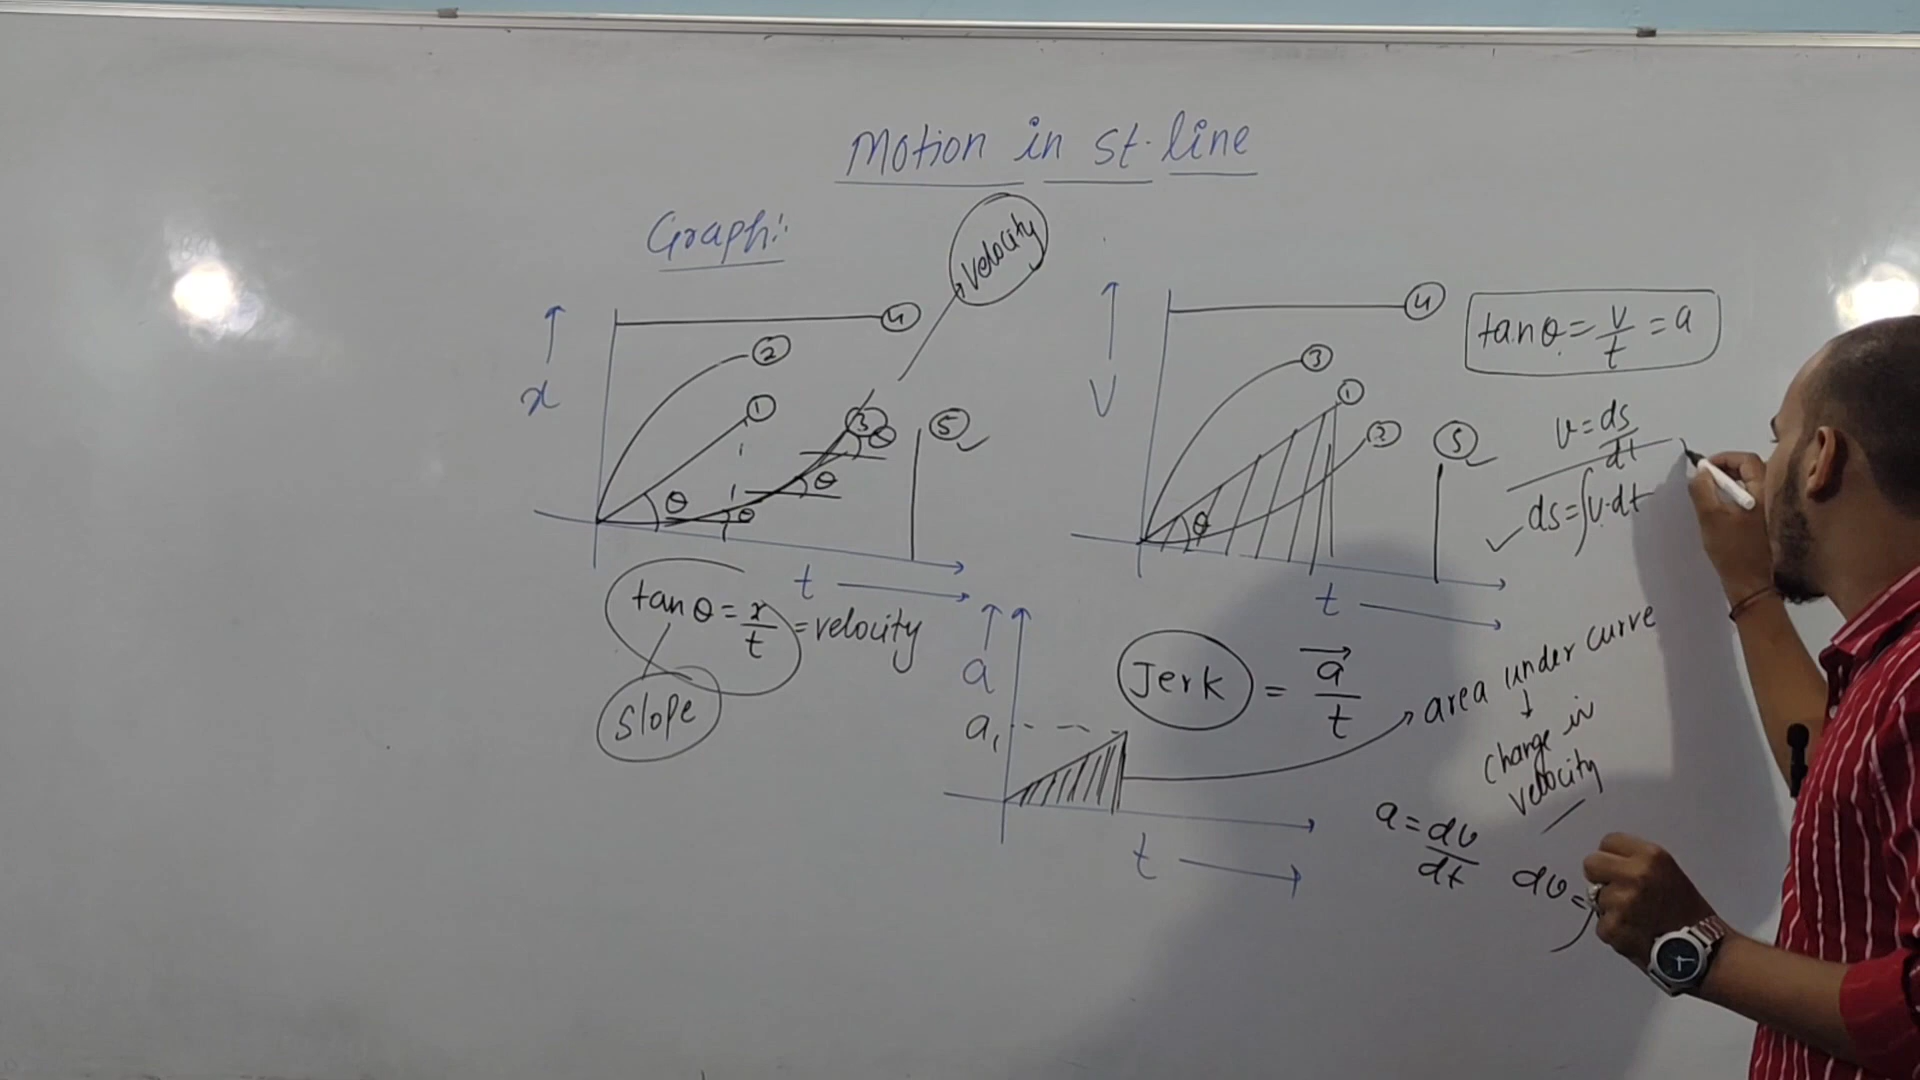 Motion in st. line
Graph:
velocity
x
4
2
1
3
5
θ
θ
θ
θ
t
tanθ = x/t = velocity
slope
V
4
3
1
2
5
θ
t
tanθ = v/t = a
v = ds/dt
ds = ∫v·dt
a
a₁
t
Jerk = a⃗/t
area under curve
↓
change in
velocity
a = dv/dt
dv = ∫